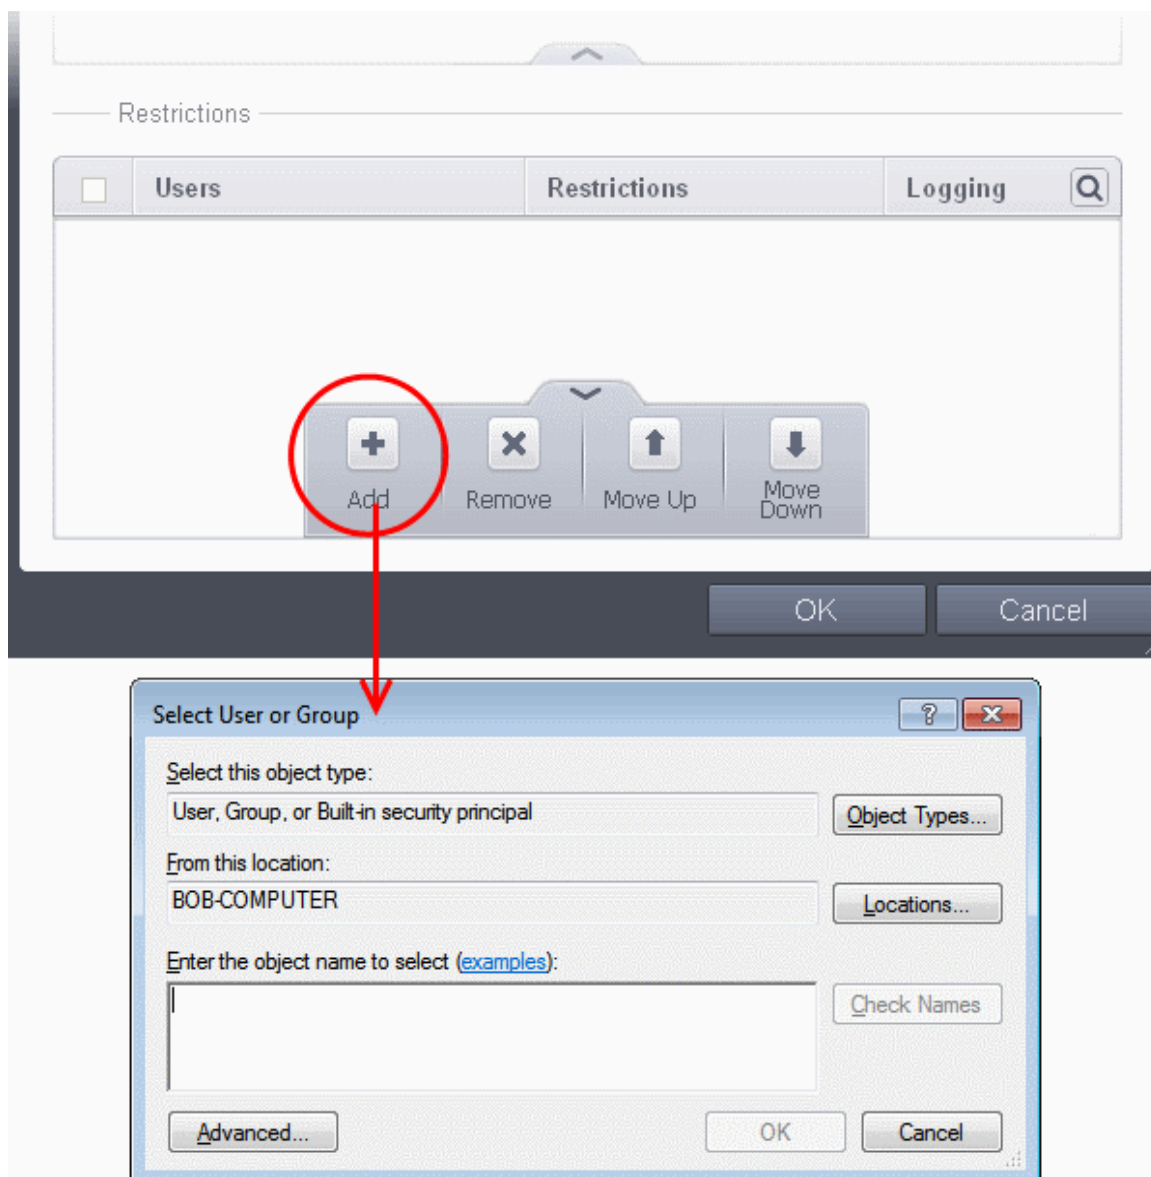 Restrictions
Users Restrictions Logging
Add Remove Move Up Move Down
OK Cancel
Select User or Group
Select this object type:
User, Group, or Built-in security principal Object Types...
From this location:
BOB-COMPUTER Locations...
Enter the object name to select (examples):
Check Names
Advanced... OK Cancel